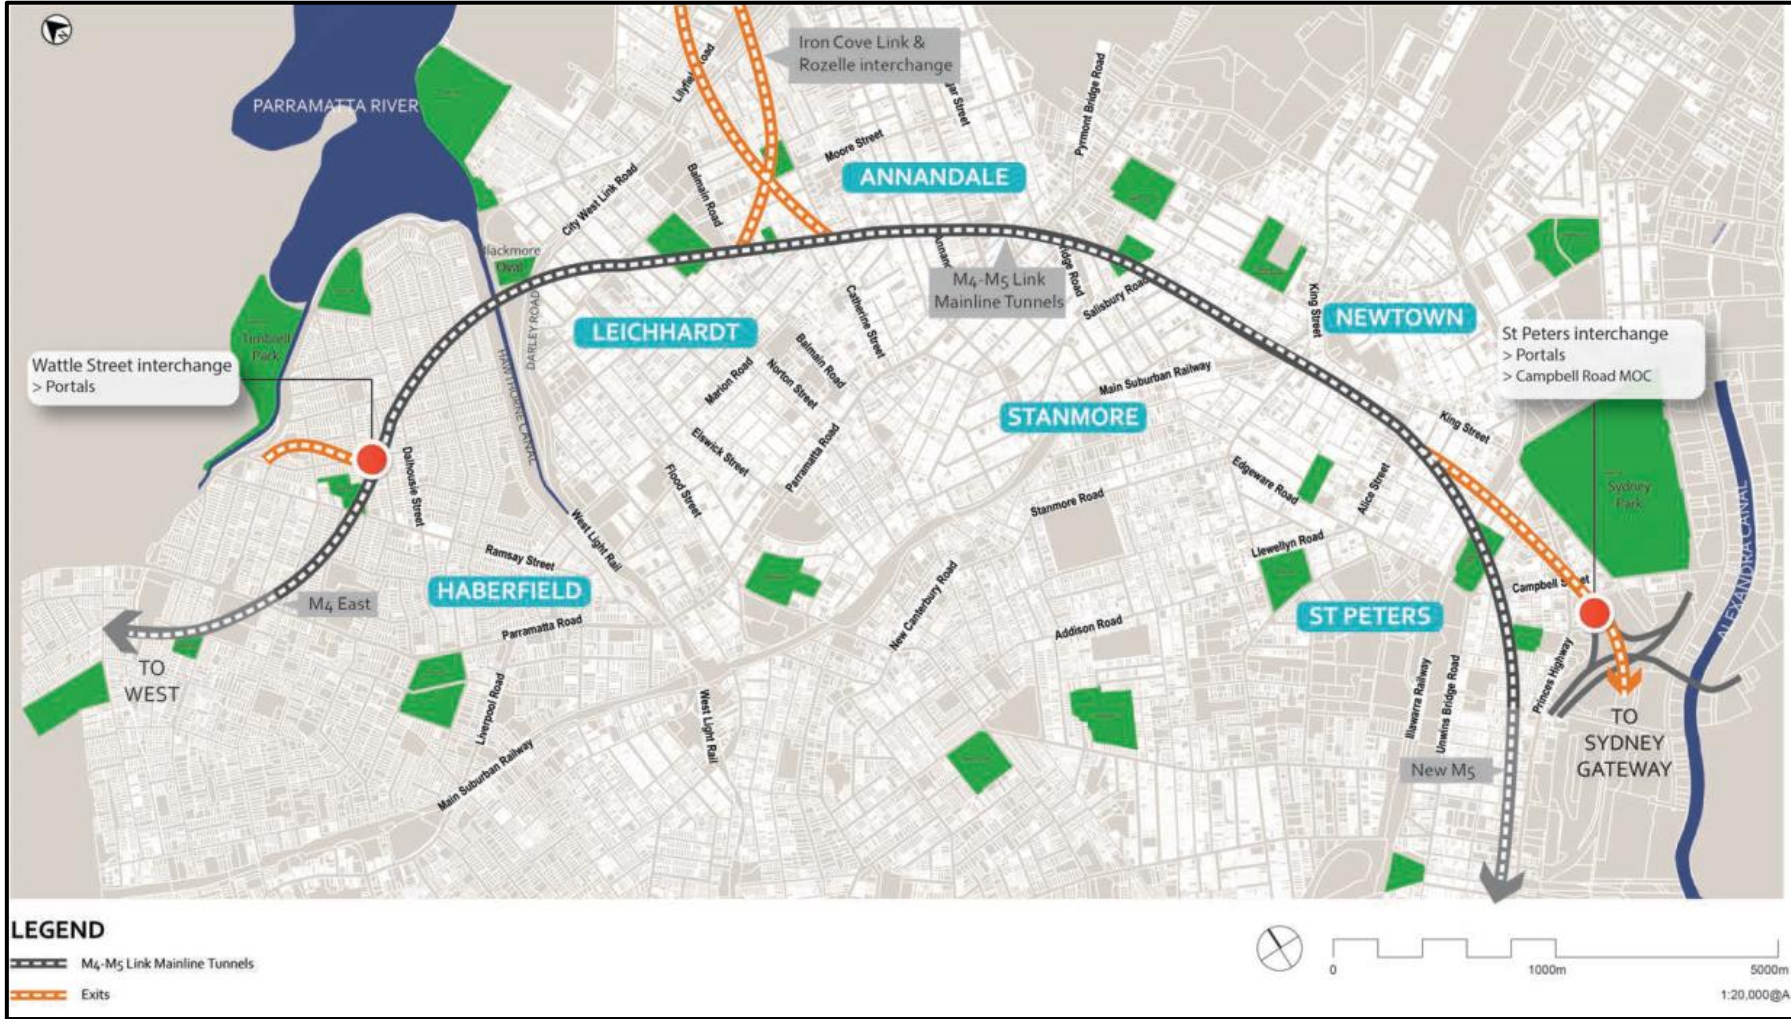 Iron Cove Link &
Rozelle interchange
PARRAMATTA RIVER
Pyrmont Bridge Road
Moore Street
ANNANDALE
City West Link Road
Balmain Road
Oval
M4-M5 Link
Mainline Tunnels
Salisbury Road
King Street
NEWTOWN
St Peters interchange
> Portals
> Campbell Road MOC
LEICHHARDT
DARLEY ROAD
HAWTHORNE CANAL
Catherine Street
Timbrell
Park
Wattle Street interchange
> Portals
Balmain Road
Marion Road
Norton Street
Main Suburban Railway
STANMORE
King Street
Elswick Street
Parramatta Road
Flood Street
Dalhousie Street
Edgeware Road
Alice Street
Sydney
Park
Stanmore Road
ALEXANDRA CANAL
West Light Rail
Llewellyn Road
Ramsay Street
HABERFIELD
M4 East
Campbell Street
ST PETERS
New Canterbury Road
Parramatta Road
Addison Road
TO
WEST
Liverpool Road
West Light Rail
Illawarra Railway
Unwins Bridge Road
Princes Highway
TO
SYDNEY
GATEWAY
Main Suburban Railway
New M5
LEGEND
M4-M5 Link Mainline Tunnels
Exits
0
1000m
5000m
1:20,000@A